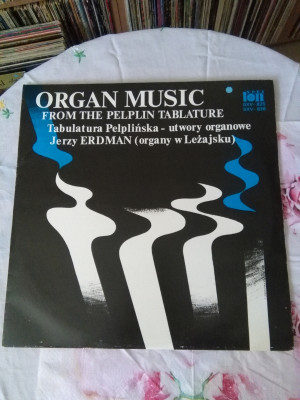 ORGAN MUSIC
FROM THE PELPLIN TABLATURE
Tabulatura Pelplińska - utwory organowe
Jerzy ERDMAN (organy w Leżajsku)